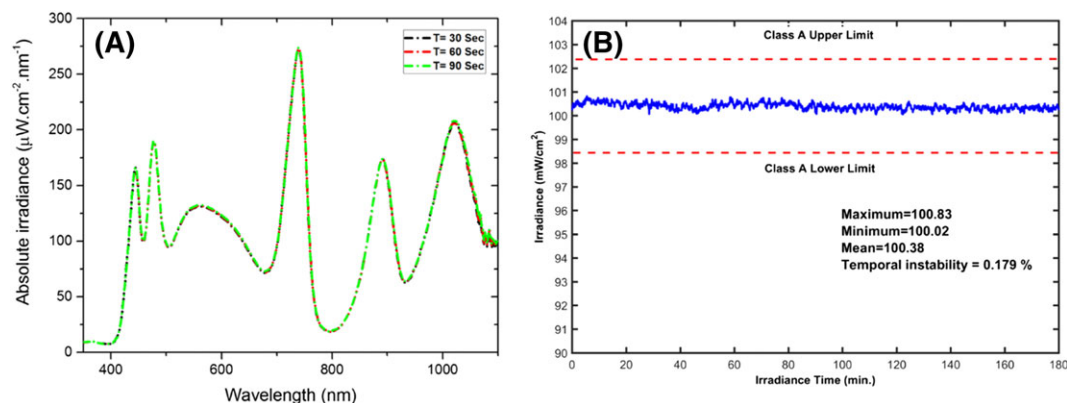 (A)
T= 30 Sec
T= 60 Sec
T= 90 Sec
300
250
200
150
100
50
0
Absolute irradiance (μW.cm⁻².nm⁻¹)
400
600
800
1000
Wavelength (nm)
(B)
Class A Upper Limit
Class A Lower Limit
Maximum=100.83
Minimum=100.02
Mean=100.38
Temporal instability = 0.179 %
104
103
102
101
100
99
98
97
96
95
94
93
92
91
90
Irradiance (mW/cm²)
0
20
40
60
80
100
120
140
160
180
Irradiance Time (min.)